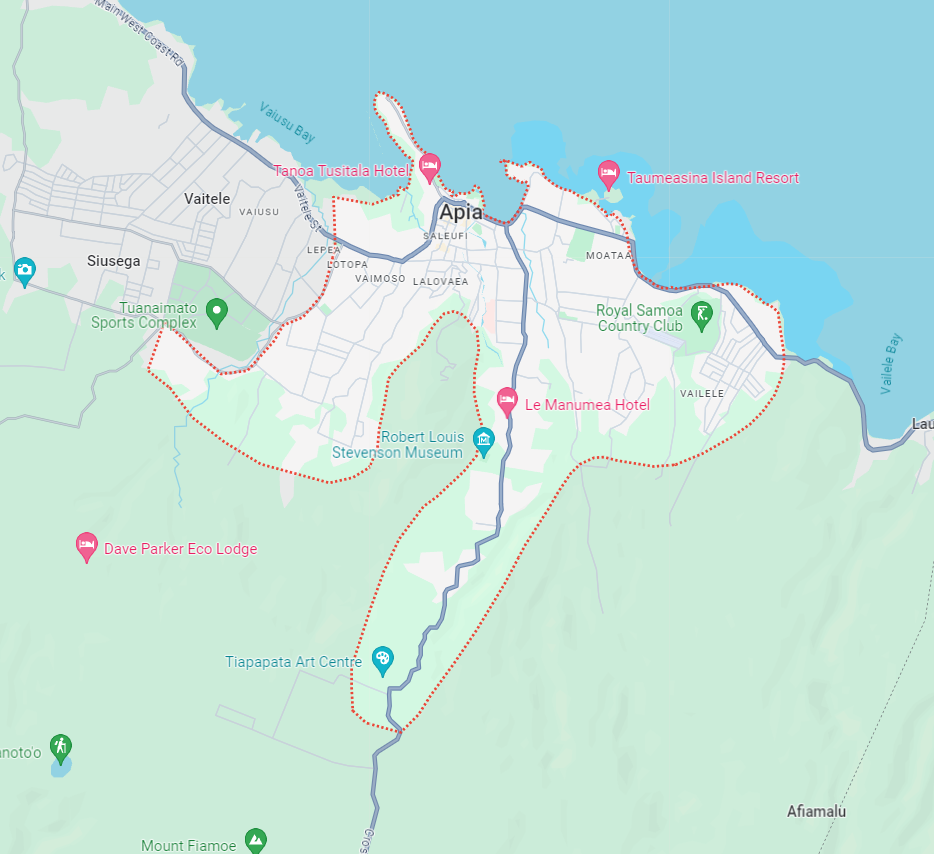 Main West Coast Rd
Vaiusu Bay
Tanoa Tusitala Hotel
Taumeasina Island Resort
Vaitele
VAIUSU
Vaitele St
Apia
SALEUFI
LEPEA
LOTOPA
MOATAA
Siusega
VAIMOSO
LALOVAEA
k
Tuanaimato
Sports Complex
Royal Samoa
Country Club
Vailele Bay
VAILELE
Le Manumea Hotel
Lau
Robert Louis
Stevenson Museum
Dave Parker Eco Lodge
Tiapapata Art Centre
anoto'o
Afiamalu
Mount Fiamoe